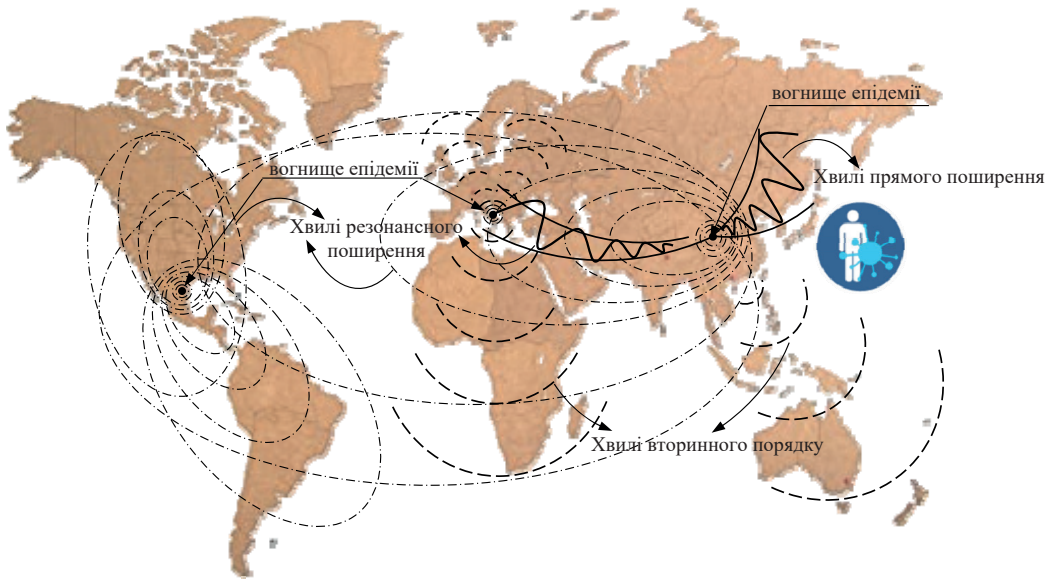 вогнище епідемії
вогнище епідемії
Хвилі прямого поширення
Хвилі резонансного
поширення
Хвилі вторинного порядку